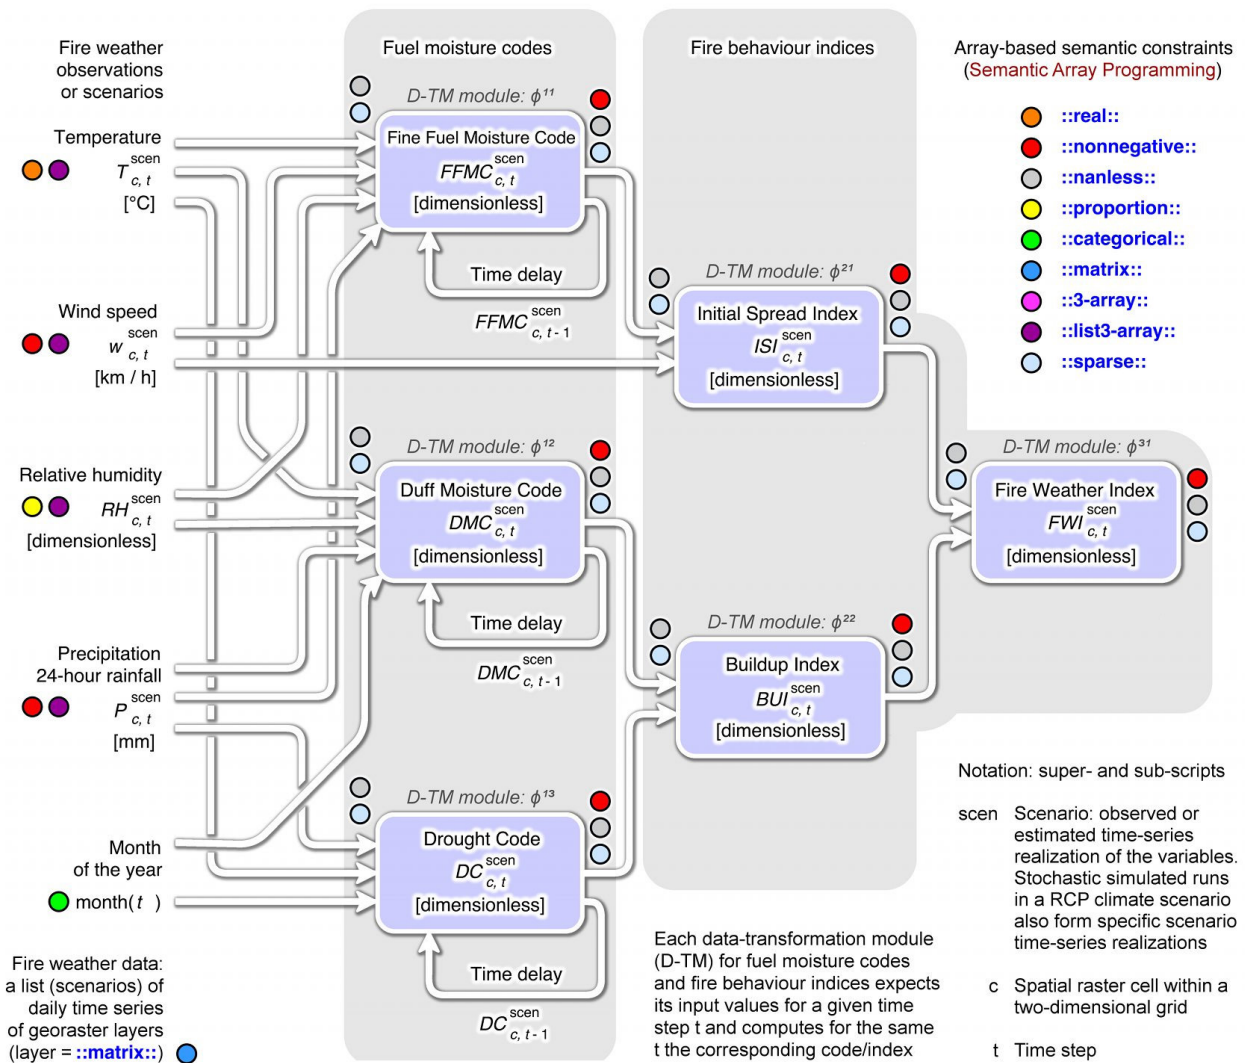 Fire weather
observations
or scenarios
Temperature
T scen c, t
[°C]
Wind speed
w scen c, t
[km / h]
Relative humidity
RH scen c, t
[dimensionless]
Precipitation
24-hour rainfall
P scen c, t
[mm]
Month
of the year
month(t )
Fire weather data:
a list (scenarios) of
daily time series
of georaster layers
(layer = ::matrix::)
Fuel moisture codes
D-TM module: ϕ¹¹
Fine Fuel Moisture Code
FFMC scen c, t
[dimensionless]
Time delay
FFMC scen c, t - 1
D-TM module: ϕ¹²
Duff Moisture Code
DMC scen c, t
[dimensionless]
Time delay
DMC scen c, t - 1
D-TM module: ϕ¹³
Drought Code
DC scen c, t
[dimensionless]
Time delay
DC scen c, t - 1
Fire behaviour indices
D-TM module: ϕ²¹
Initial Spread Index
ISI scen c, t
[dimensionless]
D-TM module: ϕ²²
Buildup Index
BUI scen c, t
[dimensionless]
Each data-transformation module
(D-TM) for fuel moisture codes
and fire behaviour indices expects
its input values for a given time
step t and computes for the same
t the corresponding code/index
Array-based semantic constraints
(Semantic Array Programming)
::real::
::nonnegative::
::nanless::
::proportion::
::categorical::
::matrix::
::3-array::
::list3-array::
::sparse::
D-TM module: ϕ³¹
Fire Weather Index
FWI scen c, t
[dimensionless]
Notation: super- and sub-scripts
scen Scenario: observed or
estimated time-series
realization of the variables.
Stochastic simulated runs
in a RCP climate scenario
also form specific scenario
time-series realizations
c Spatial raster cell within a
two-dimensional grid
t Time step